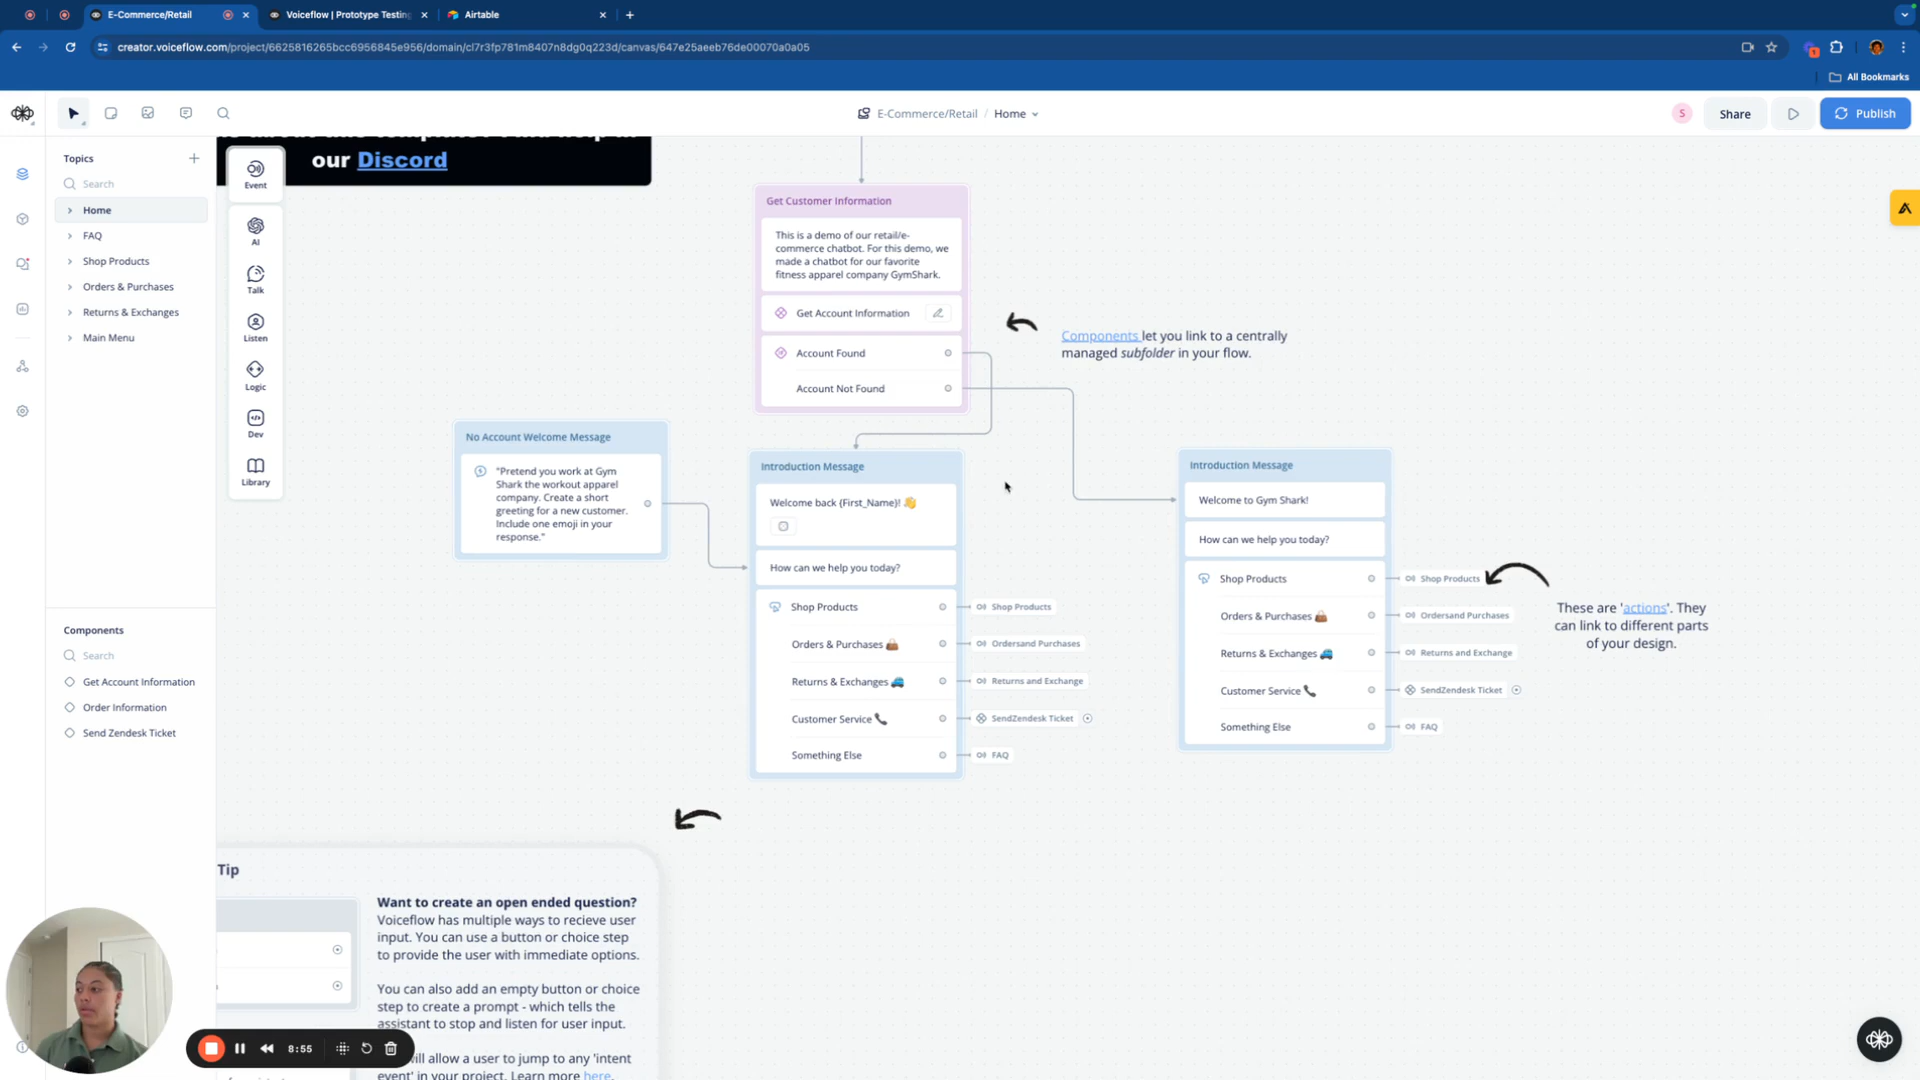 E-Commerce/Retail
Voiceflow | Prototype Testing
Airtable
creator.voiceflow.com/project/6625816265bcc6956845e956/domain/cl7r3fp781m8407n8dg0q223d/canvas/647e25aeeb76de00070a0a05
All Bookmarks
E-Commerce/Retail / Home
S
Share
Publish
Topics
Search
Home
FAQ
Shop Products
Orders & Purchases
Returns & Exchanges
Main Menu
Components
Search
Get Account Information
Order Information
Send Zendesk Ticket
Event
AI
Talk
Listen
Logic
Dev
Library
our Discord
Get Customer Information
This is a demo of our retail/e-
commerce chatbot. For this demo, we
made a chatbot for our favorite
fitness apparel company GymShark.
Get Account Information
Account Found
Account Not Found
Components let you link to a centrally
managed subfolder in your flow.
No Account Welcome Message
"Pretend you work at Gym
Shark the workout apparel
company. Create a short
greeting for a new customer.
Include one emoji in your
response."
Introduction Message
Welcome back {First_Name}! 👋
How can we help you today?
Shop Products
Shop Products
Orders & Purchases 👜
Ordersand Purchases
Returns & Exchanges 🚙
Returns and Exchange
Customer Service 📞
SendZendesk Ticket
Something Else
FAQ
Introduction Message
Welcome to Gym Shark!
How can we help you today?
Shop Products
Shop Products
Orders & Purchases 👜
Ordersand Purchases
Returns & Exchanges 🚙
Returns and Exchange
Customer Service 📞
SendZendesk Ticket
Something Else
FAQ
These are 'actions'. They
can link to different parts
of your design.
Tip
Want to create an open ended question?
Voiceflow has multiple ways to recieve user
input. You can use a button or choice step
to provide the user with immediate options.
You can also add an empty button or choice
step to create a prompt - which tells the
assistant to stop and listen for user input.
will allow a user to jump to any 'intent
event' in your project. Learn more here.
8:55